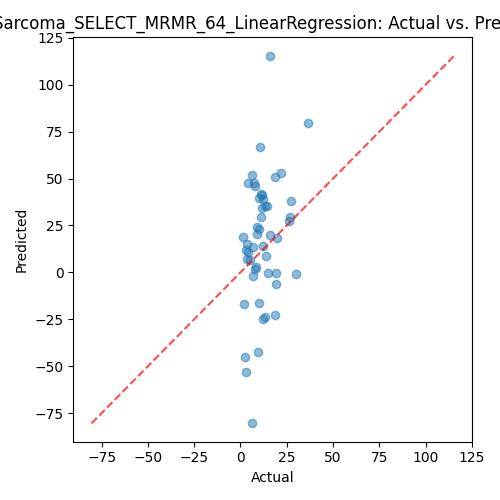 Sarcoma_SELECT_MRMR_64_LinearRegression: Actual vs. Pre
125
100
75
50
25
0
−25
−50
−75
Predicted
−75 −50 −25 0 25 50 75 100 125
Actual